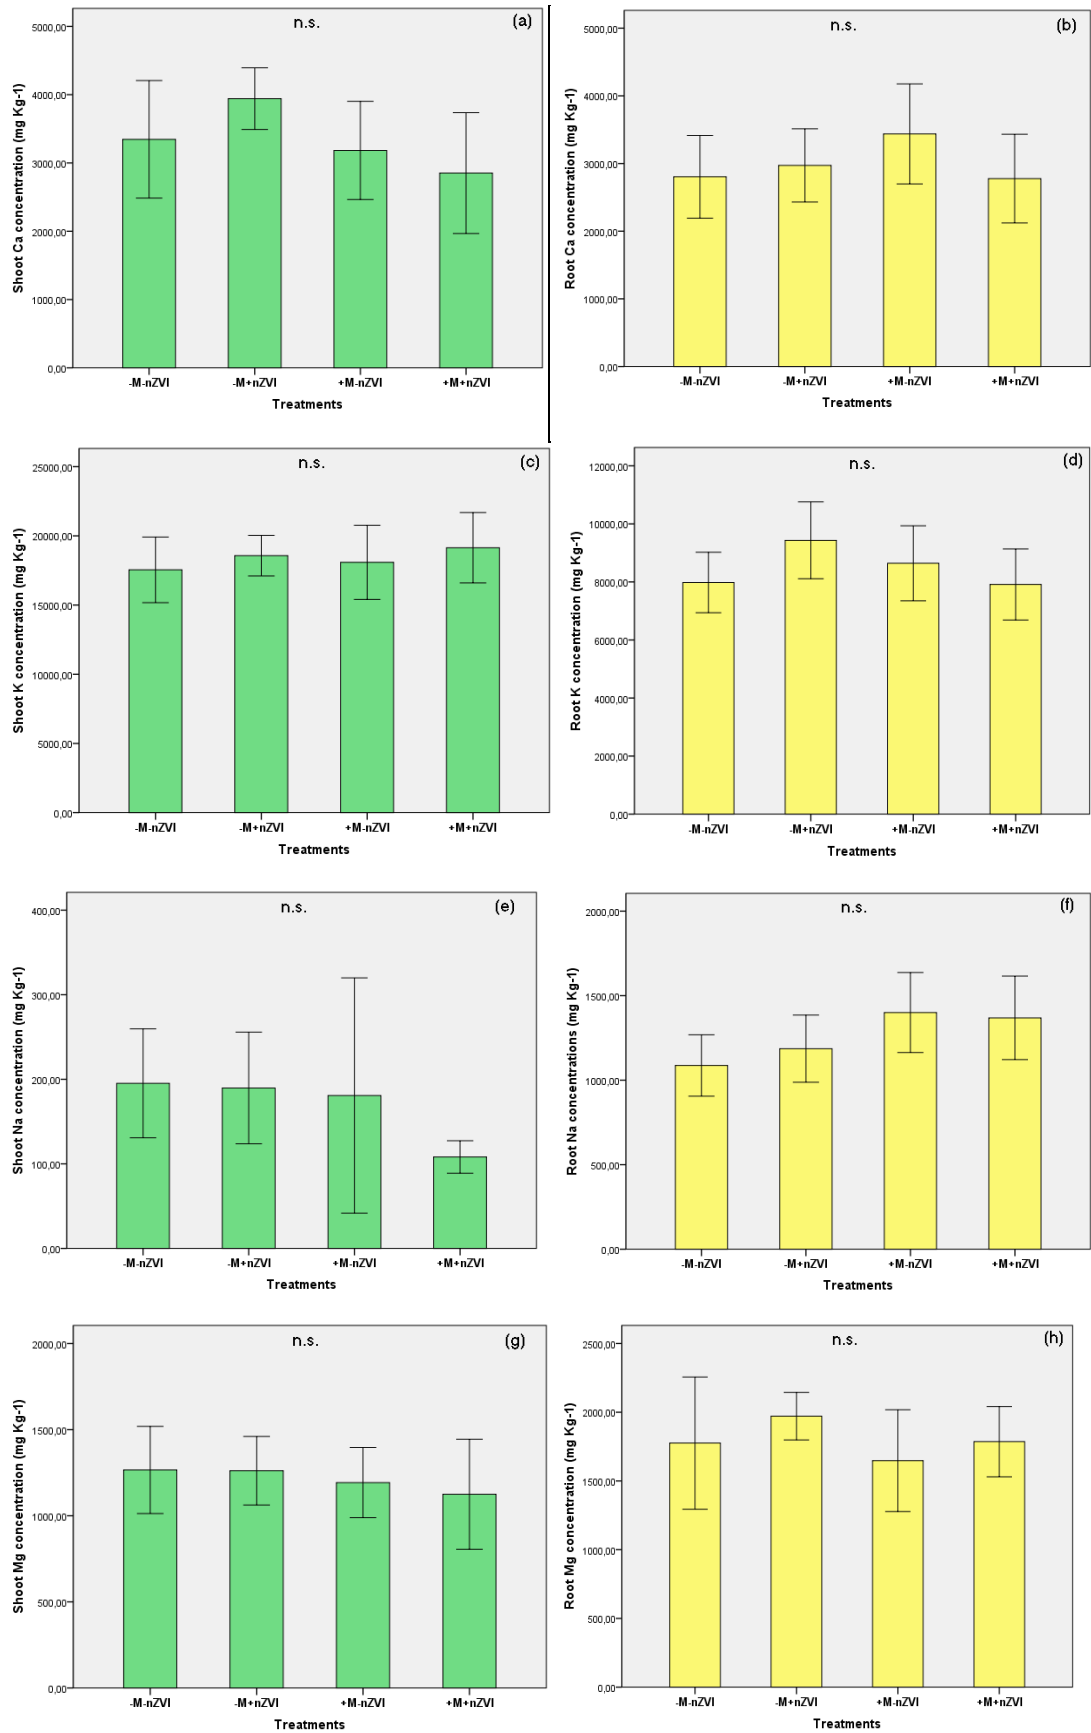 n.s.
(a)
Shoot Ca concentration (mg Kg-1)
5000,00
4000,00
3000,00
2000,00
1000,00
0,00
-M-nZVI -M+nZVI +M-nZVI +M+nZVI
Treatments
n.s.
(b)
Root Ca concentration (mg Kg-1)
5000,00
4000,00
3000,00
2000,00
1000,00
0,00
-M-nZVI -M+nZVI +M-nZVI +M+nZVI
Treatments
n.s.
(c)
Shoot K concentration (mg Kg-1)
25000,00
20000,00
15000,00
10000,00
5000,00
0,00
-M-nZVI -M+nZVI +M-nZVI +M+nZVI
Treatments
n.s.
(d)
Root K concentration (mg Kg-1)
12000,00
10000,00
8000,00
6000,00
4000,00
2000,00
0,00
-M-nZVI -M+nZVI +M-nZVI +M+nZVI
Treatments
n.s.
(e)
Shoot Na concentration (mg Kg-1)
400,00
300,00
200,00
100,00
0,00
-M-nZVI -M+nZVI +M-nZVI +M+nZVI
Treatments
n.s.
(f)
Root Na concentrations (mg Kg-1)
2000,00
1500,00
1000,00
500,00
0,00
-M-nZVI -M+nZVI +M-nZVI +M+nZVI
Treatments
n.s.
(g)
Shoot Mg concentration (mg Kg-1)
2000,00
1500,00
1000,00
500,00
0,00
-M-nZVI -M+nZVI +M-nZVI +M+nZVI
Treatments
n.s.
(h)
Root Mg concentration (mg Kg-1)
2500,00
2000,00
1500,00
1000,00
500,00
0,00
-M-nZVI -M+nZVI +M-nZVI +M+nZVI
Treatments